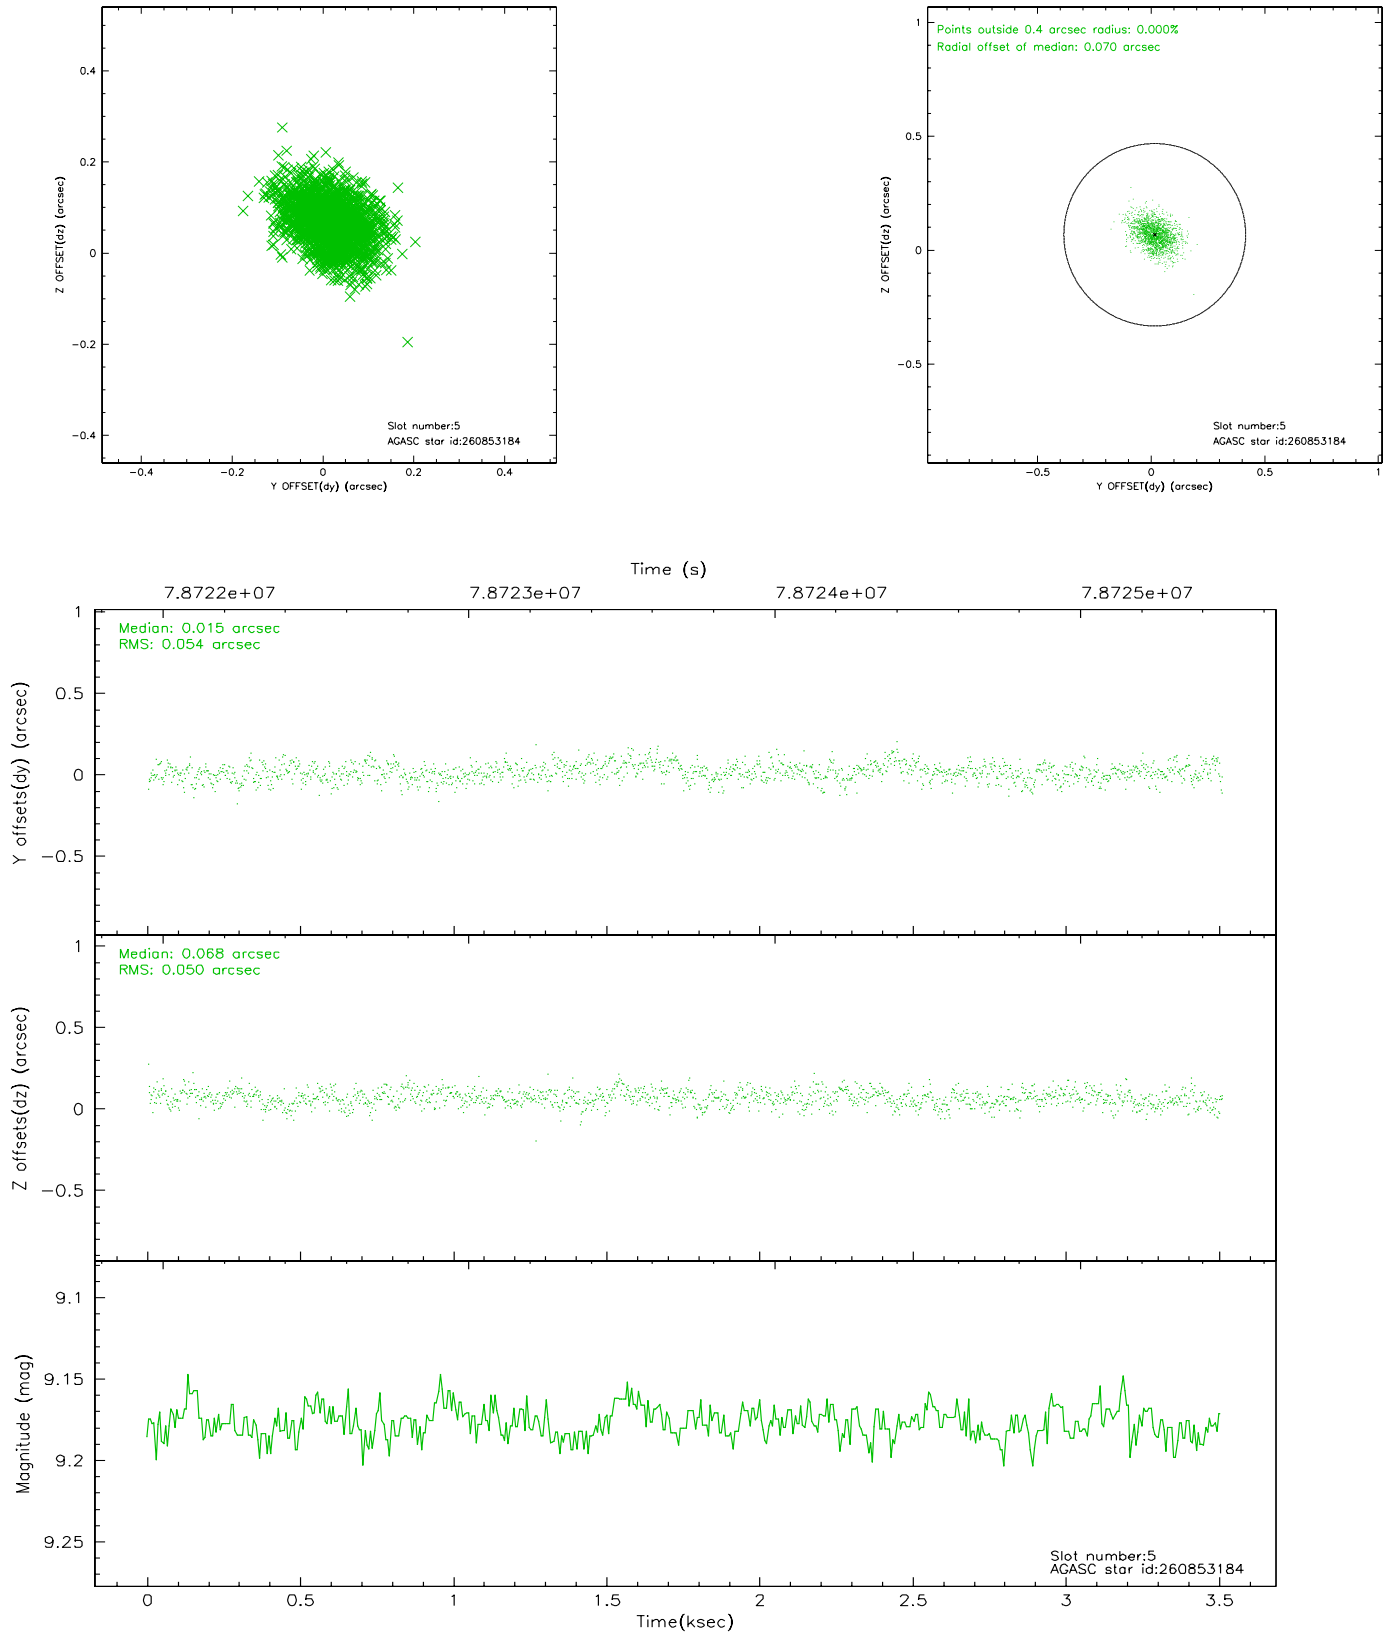 0.4
0.2
0
−0.2
−0.4
Z OFFSET(dz) (arcsec)
−0.4 −0.2 0 0.2 0.4
Y OFFSET(dy) (arcsec)
Slot number:5
AGASC star id:260853184
Points outside 0.4 arcsec radius: 0.000%
Radial offset of median: 0.070 arcsec
1
0.5
0
−0.5
Z OFFSET(dz) (arcsec)
−0.5 0 0.5 1
Y OFFSET(dy) (arcsec)
Slot number:5
AGASC star id:260853184
Time (s)
7.8722e+07 7.8723e+07 7.8724e+07 7.8725e+07
Median: 0.015 arcsec
RMS: 0.054 arcsec
1
0.5
0
−0.5
Y offsets(dy) (arcsec)
Median: 0.068 arcsec
RMS: 0.050 arcsec
1
0.5
0
−0.5
Z offsets(dz) (arcsec)
9.1
9.15
9.2
9.25
Magnitude (mag)
Slot number:5
AGASC star id:260853184
0 0.5 1 1.5 2 2.5 3 3.5
Time(ksec)